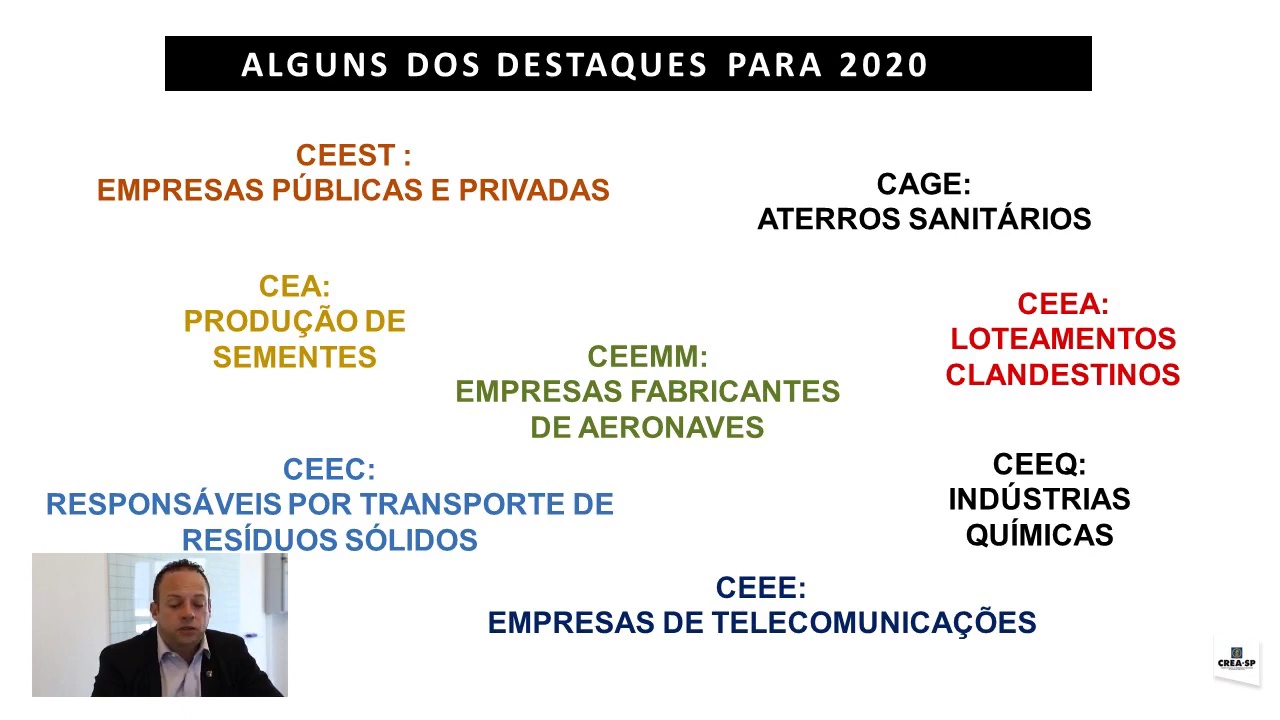 ALGUNS DOS DESTAQUES PARA 2020
CEEST :
EMPRESAS PÚBLICAS E PRIVADAS
CAGE:
ATERROS SANITÁRIOS
CEA:
PRODUÇÃO DE
SEMENTES
CEEA:
LOTEAMENTOS
CLANDESTINOS
CEEMM:
EMPRESAS FABRICANTES
DE AERONAVES
CEEC:
RESPONSÁVEIS POR TRANSPORTE DE
RESÍDUOS SÓLIDOS
CEEQ:
INDÚSTRIAS
QUÍMICAS
CEEE:
EMPRESAS DE TELECOMUNICAÇÕES
CREA-SP